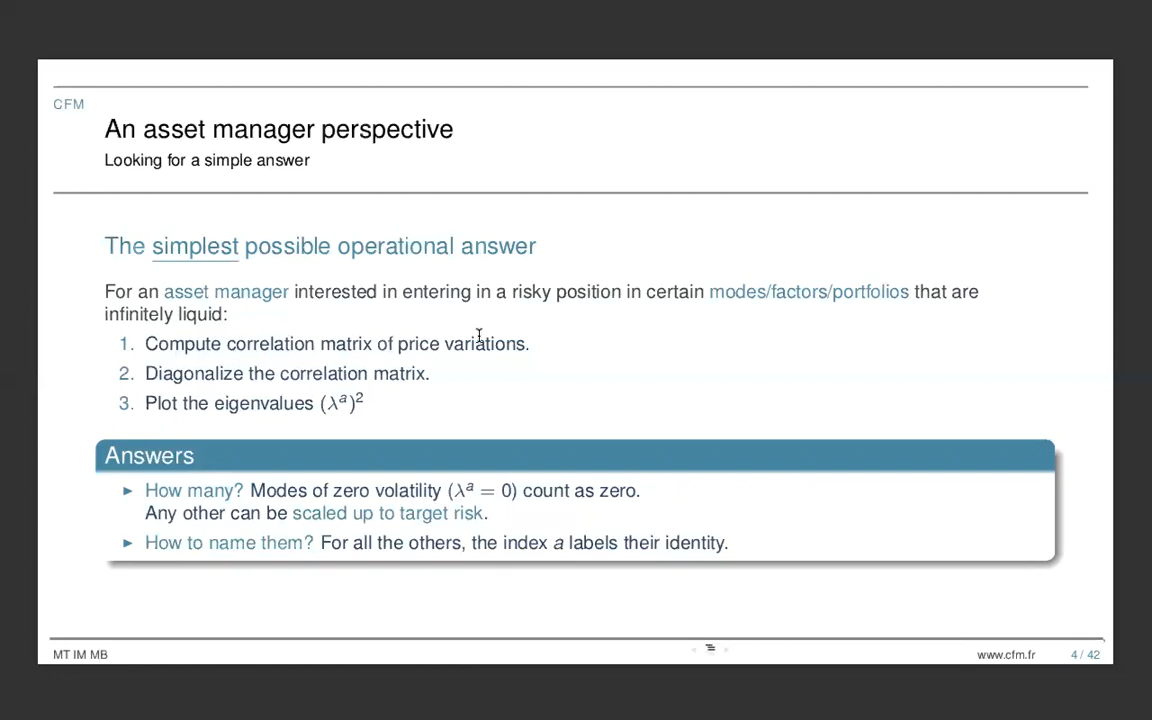 CFM
An asset manager perspective
Looking for a simple answer
The simplest possible operational answer
For an asset manager interested in entering in a risky position in certain modes/factors/portfolios that are
infinitely liquid:
1. Compute correlation matrix of price variations.
2. Diagonalize the correlation matrix.
3. Plot the eigenvalues (λᵃ)²
Answers
► How many? Modes of zero volatility (λᵃ = 0) count as zero.
Any other can be scaled up to target risk.
► How to name them? For all the others, the index a labels their identity.
MT IM MB
www.cfm.fr
4 / 42